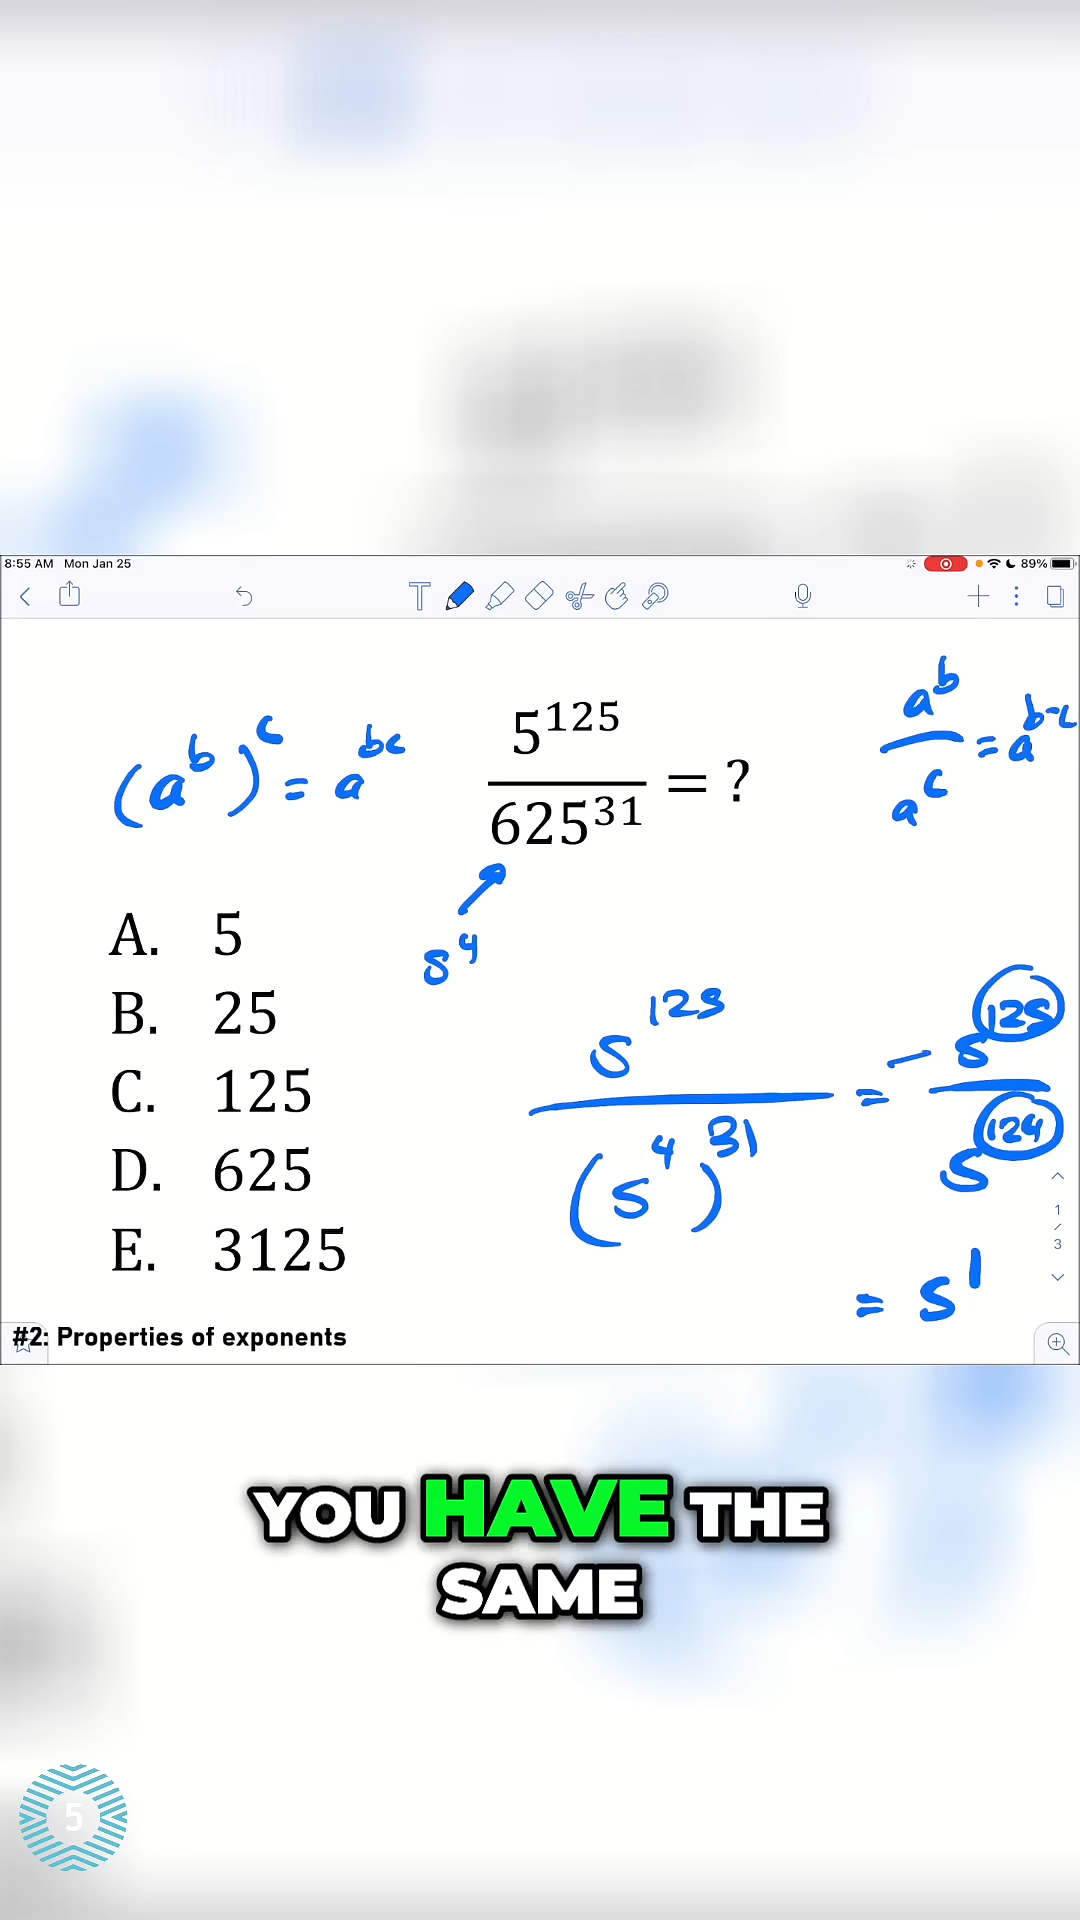 8:55 AM Mon Jan 25
89%
T
(a^b)^c = a^bc
5^125
625^31
= ?
a^b
a^c
= a^b-c
5^4
A. 5
B. 25
C. 125
D. 625
E. 3125
5^125
(5^4)^31
=
5^125
5^124
= 5^1
1
/
3
#2: Properties of exponents
YOU HAVE THE
SAME
5